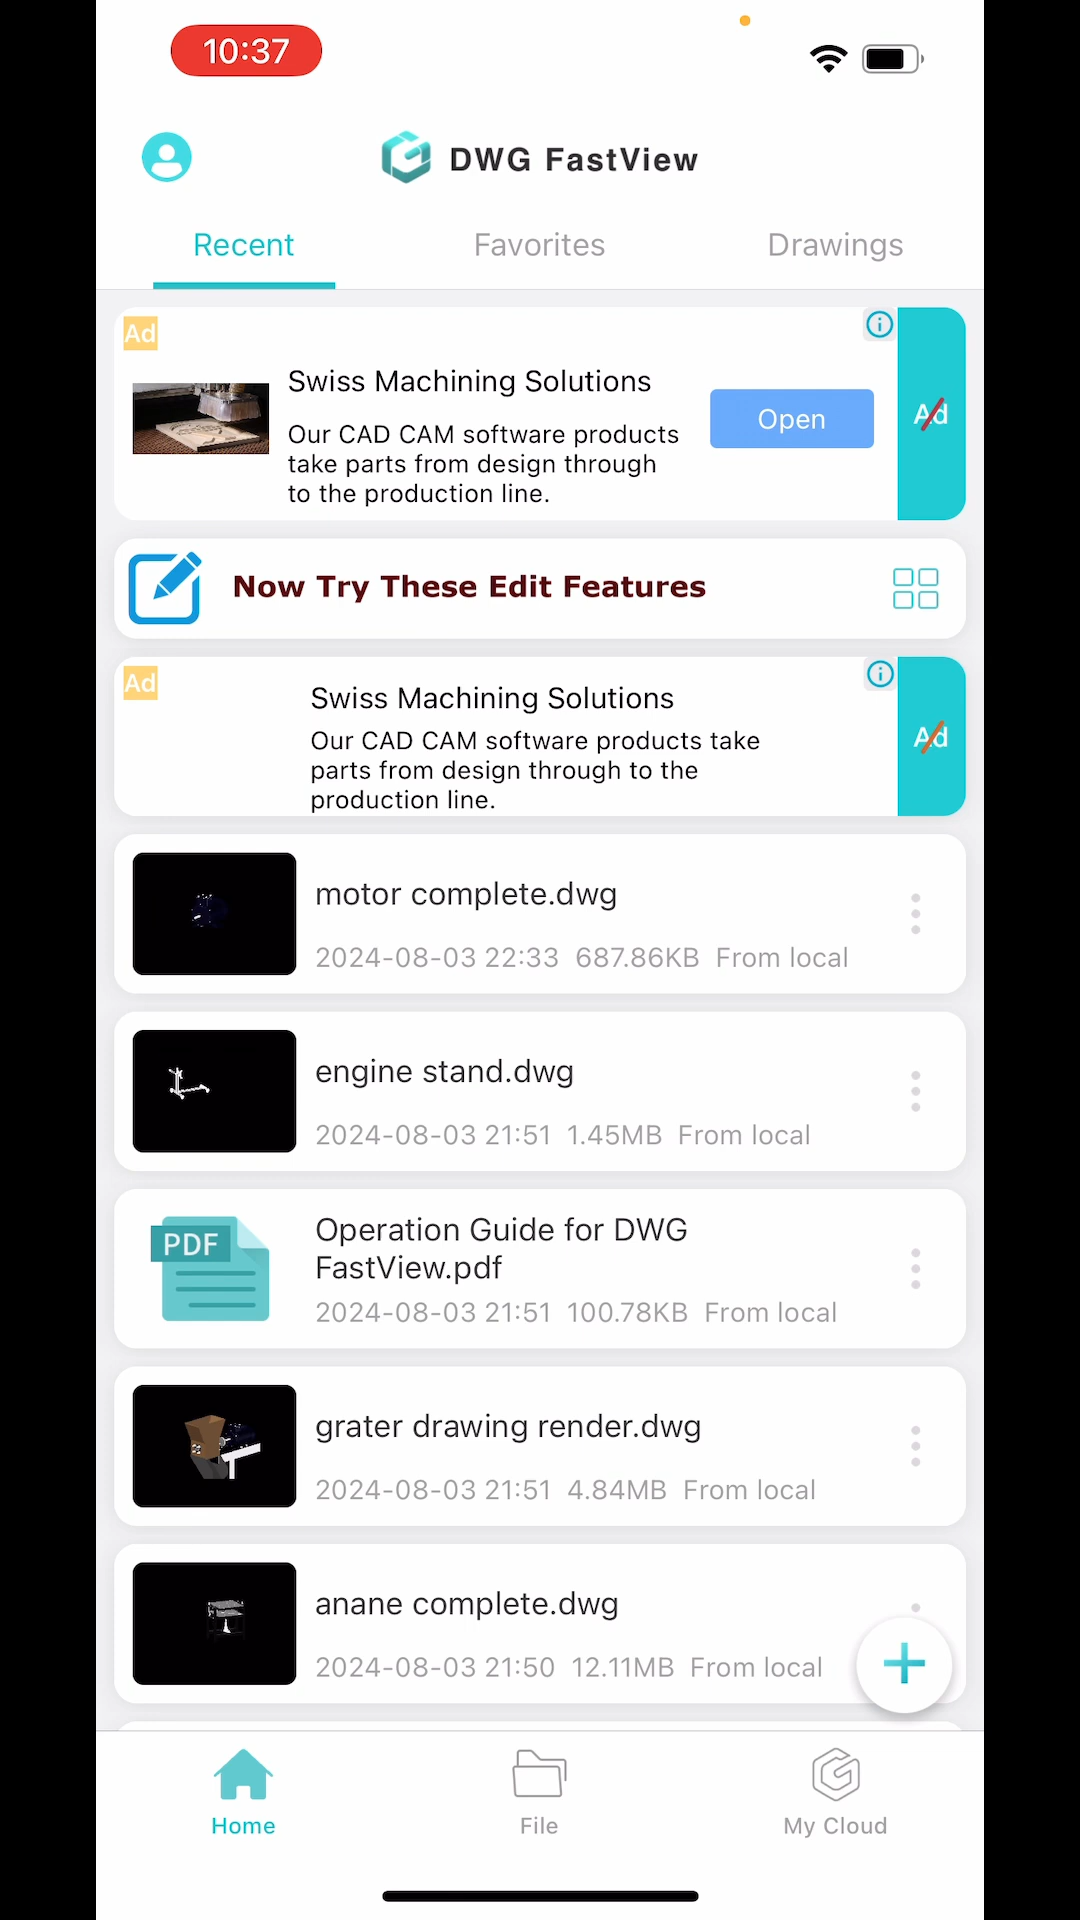 10:37
DWG FastView
Recent
Favorites
Drawings
Ad
Swiss Machining Solutions
Our CAD CAM software products
take parts from design through
to the production line.
Open
Ad
Now Try These Edit Features
Ad
Swiss Machining Solutions
Our CAD CAM software products take
parts from design through to the
production line.
Ad
motor complete.dwg
2024-08-03 22:33 687.86KB From local
engine stand.dwg
2024-08-03 21:51 1.45MB From local
PDF
Operation Guide for DWG
FastView.pdf
2024-08-03 21:51 100.78KB From local
grater drawing render.dwg
2024-08-03 21:51 4.84MB From local
anane complete.dwg
2024-08-03 21:50 12.11MB From local
Home
File
My Cloud